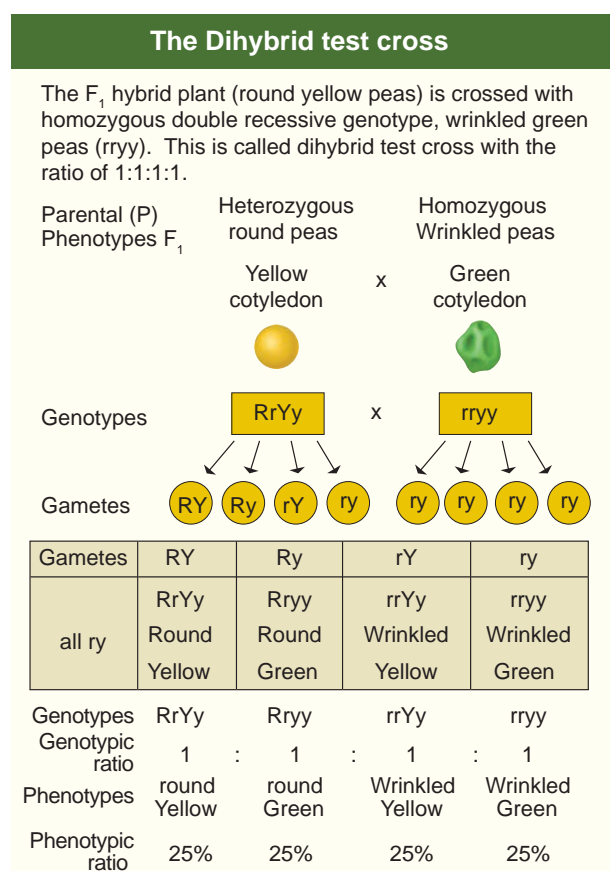 The Dihybrid test cross
The F1 hybrid plant (round yellow peas) is crossed with
homozygous double recessive genotype, wrinkled green
peas (rryy). This is called dihybrid test cross with the
ratio of 1:1:1:1.
Parental (P) Heterozygous Homozygous
Phenotypes F1 round peas Wrinkled peas
Yellow x Green
cotyledon cotyledon
Genotypes RrYy x rryy
Gametes RY Ry rY ry ry ry ry ry
Gametes RY Ry rY ry
RrYy Rryy rrYy rryy
all ry Round Round Wrinkled Wrinkled
Yellow Green Yellow Green
Genotypes RrYy Rryy rrYy rryy
Genotypic
ratio 1 : 1 : 1 : 1
Phenotypes round round Wrinkled Wrinkled
Yellow Green Yellow Green
Phenotypic
ratio 25% 25% 25% 25%